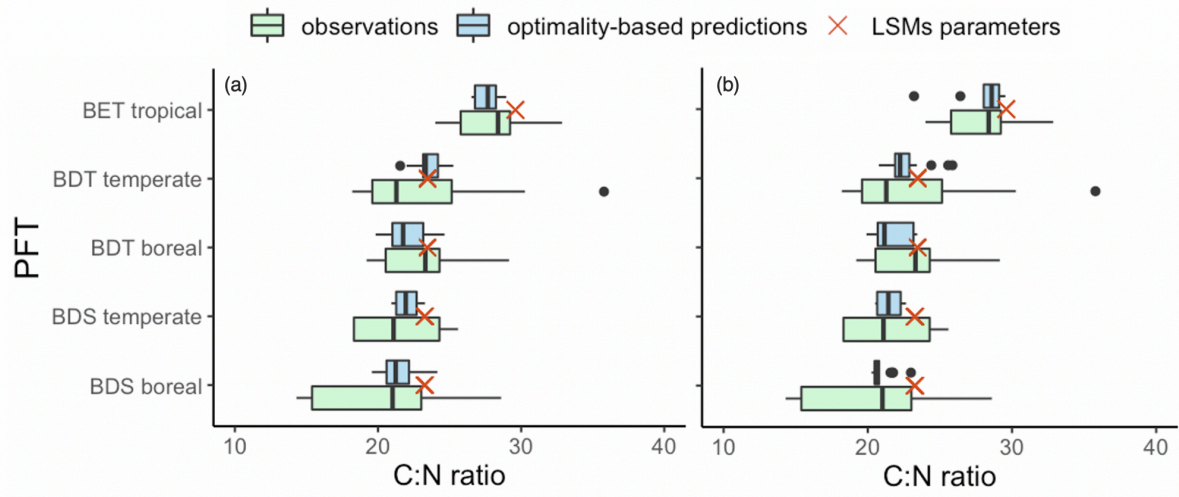 observations optimality-based predictions LSMs parameters
(a) (b)
BET tropical
BDT temperate
BDT boreal
BDS temperate
BDS boreal
PFT
10 20 30 40 10 20 30 40
C:N ratio C:N ratio